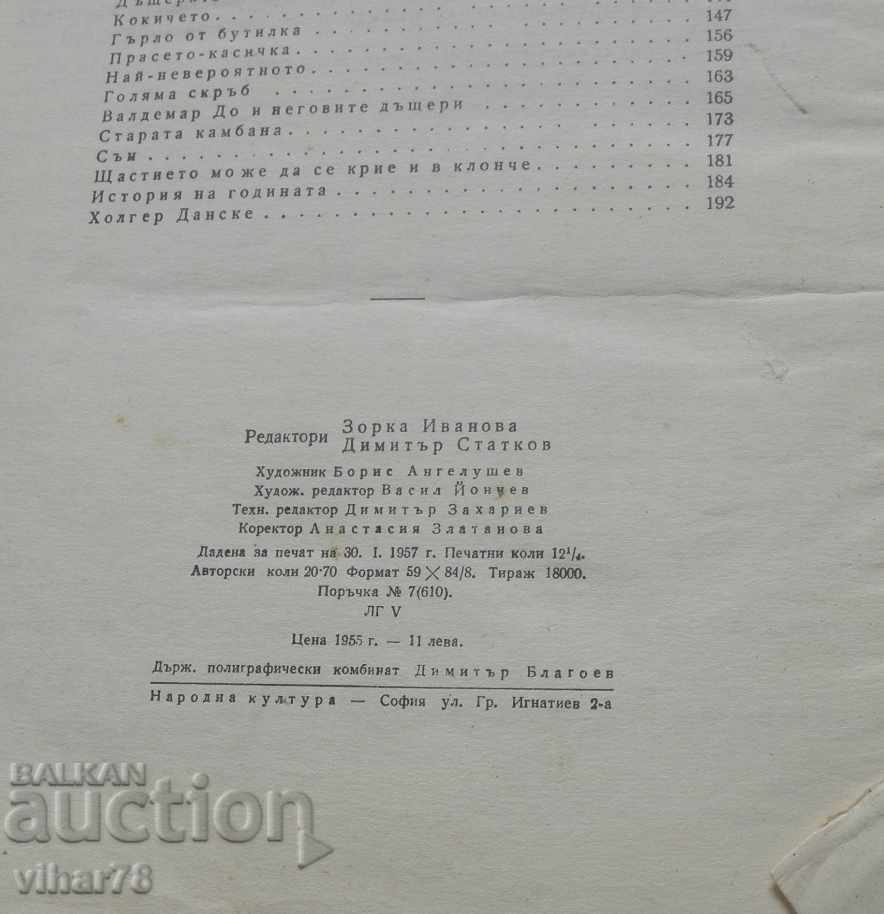 Кокичето . . . 147
Гърло от бутилка . . . 156
Прасето-касичка . . . 159
Най-невероятното . . . 163
Голяма скръб . . . 165
Валдемар До и неговите дъщери . . . 173
Старата камбана . . . 177
Сън . . . 181
Щастието може да се крие и в клонче . . . 184
История на годината . . . 192
Холгер Данске . . .
Редактори Зорка Иванова
Димитър Статков
Художник Борис Ангелушев
Худож. редактор Васил Йончев
Техн. редактор Димитър Захариев
Коректор Анастасия Златанова
Дадена за печат на 30. I. 1957 г. Печатни коли 12¹/₄.
Авторски коли 20·70 Формат 59 × 84/8. Тираж 18000.
Поръчка № 7(610).
ЛГ V
Цена 1955 г. — 11 лева.
Държ. полиграфически комбинат Димитър Благоев
Народна култура — София ул. Гр. Игнатиев 2-а
BALKAN
auction
vihar78